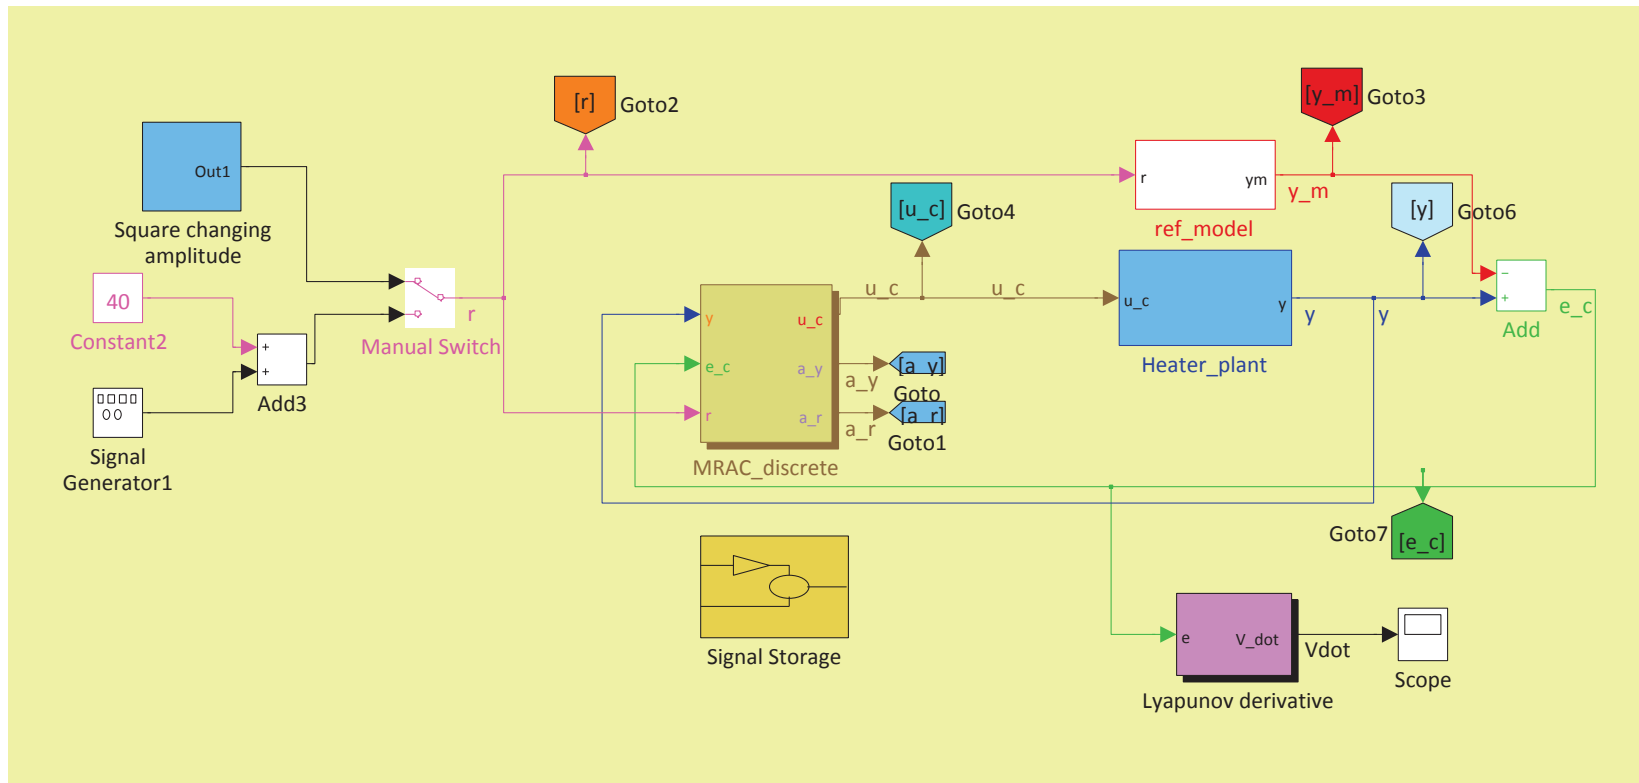 [r]
Goto2
[y_m]
Goto3
Out1
Square changing
amplitude
r
ym
y_m
ref_model
[u_c]
Goto4
[y]
Goto6
40
Constant2
r
Manual Switch
+
+
Add3
Signal
Generator1
y
e_c
r
u_c
a_y
a_r
MRAC_discrete
u_c
u_c
a_y
a_r
[a_y]
Goto
[a_r]
Goto1
u_c
y
Heater_plant
y
y
−
+
Add
e_c
Goto7
[e_c]
Signal Storage
e
V_dot
Lyapunov derivative
Vdot
Scope